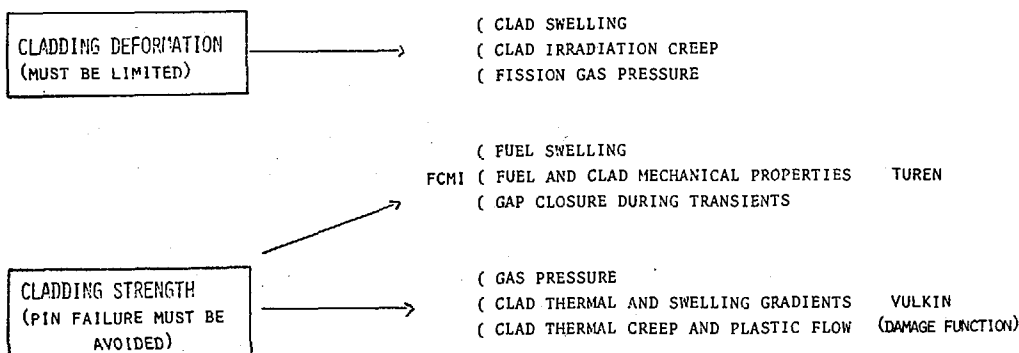 CLADDING DEFORMATION
(MUST BE LIMITED)
( CLAD SWELLING
( CLAD IRRADIATION CREEP
( FISSION GAS PRESSURE
( FUEL SWELLING
FCMI ( FUEL AND CLAD MECHANICAL PROPERTIES TUREN
( GAP CLOSURE DURING TRANSIENTS
CLADDING STRENGTH
(PIN FAILURE MUST BE
AVOIDED)
( GAS PRESSURE
( CLAD THERMAL AND SWELLING GRADIENTS VULKIN
( CLAD THERMAL CREEP AND PLASTIC FLOW (DAMAGE FUNCTION)